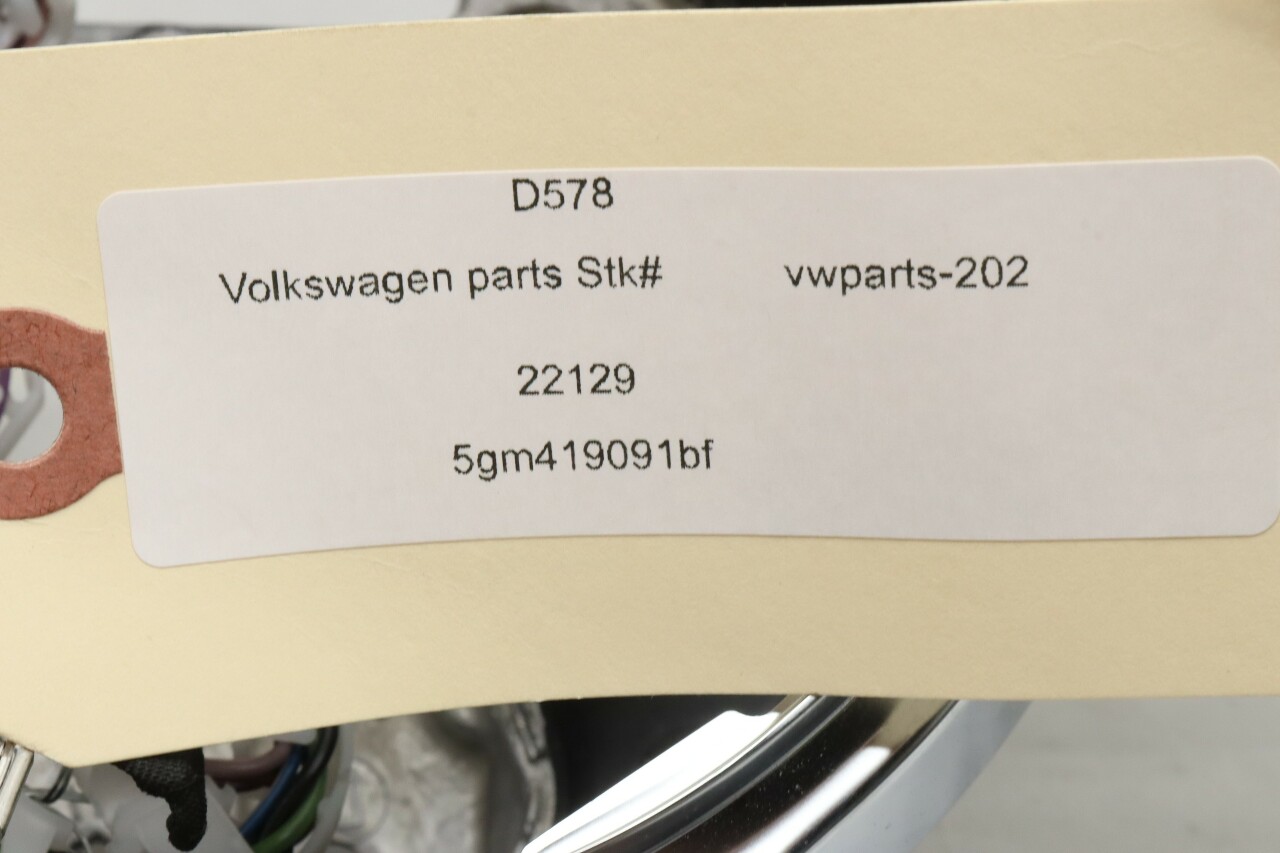 D578
Volkswagen parts Stk# vwparts-202
22129
5gm419091bf